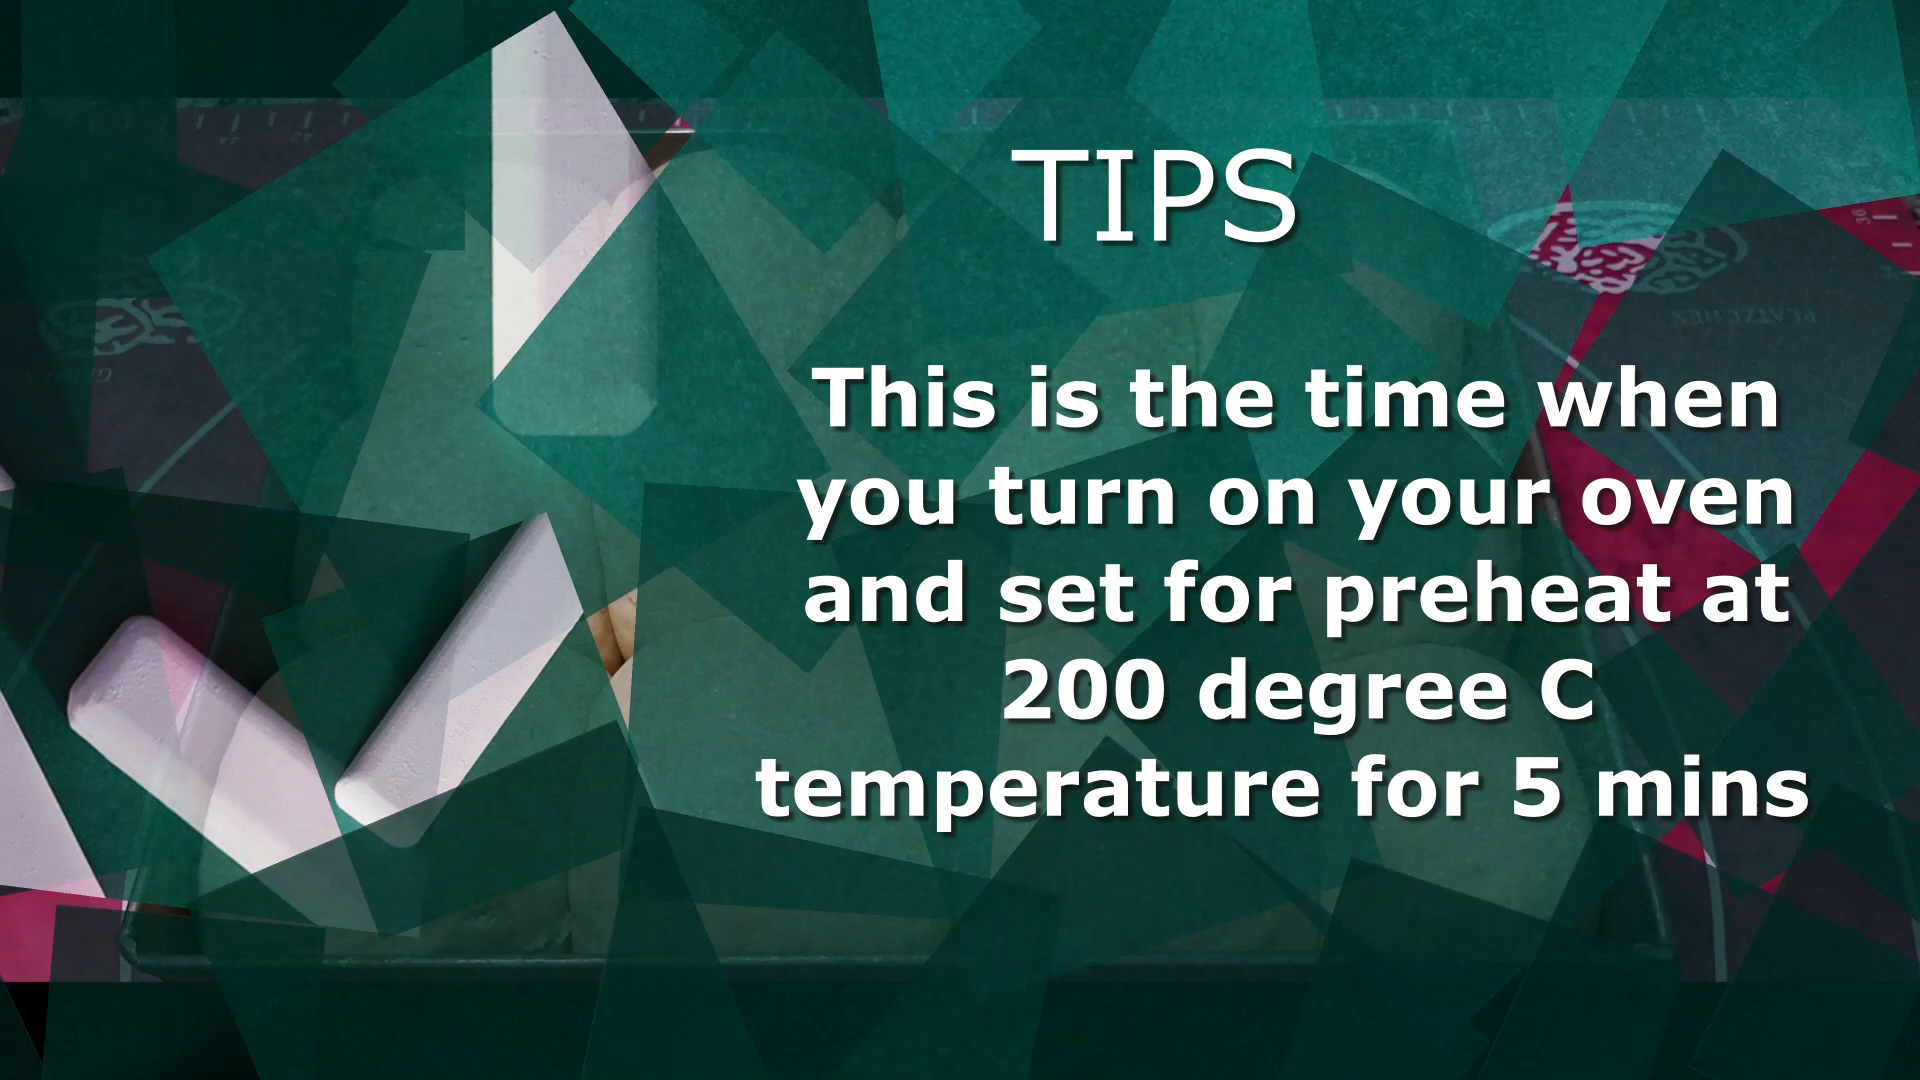 TIPS
This is the time when
you turn on your oven
and set for preheat at
200 degree C
temperature for 5 mins